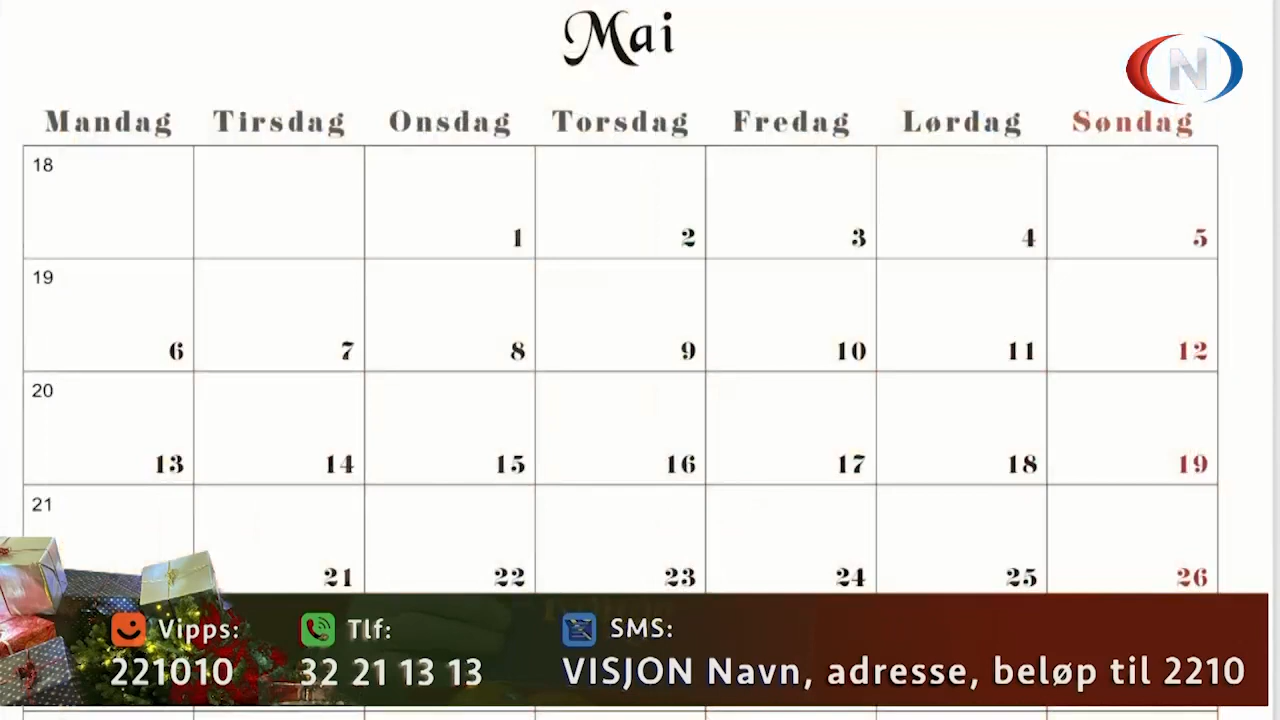 Mai
N
Mandag Tirsdag Onsdag Torsdag Fredag Lørdag Søndag
18
1 2 3 4 5
19
6 7 8 9 10 11 12
20
13 14 15 16 17 18 19
21
21 22 23 24 25 26
Vipps: Tlf: SMS:
221010 32 21 13 13 VISJON Navn, adresse, beløp til 2210